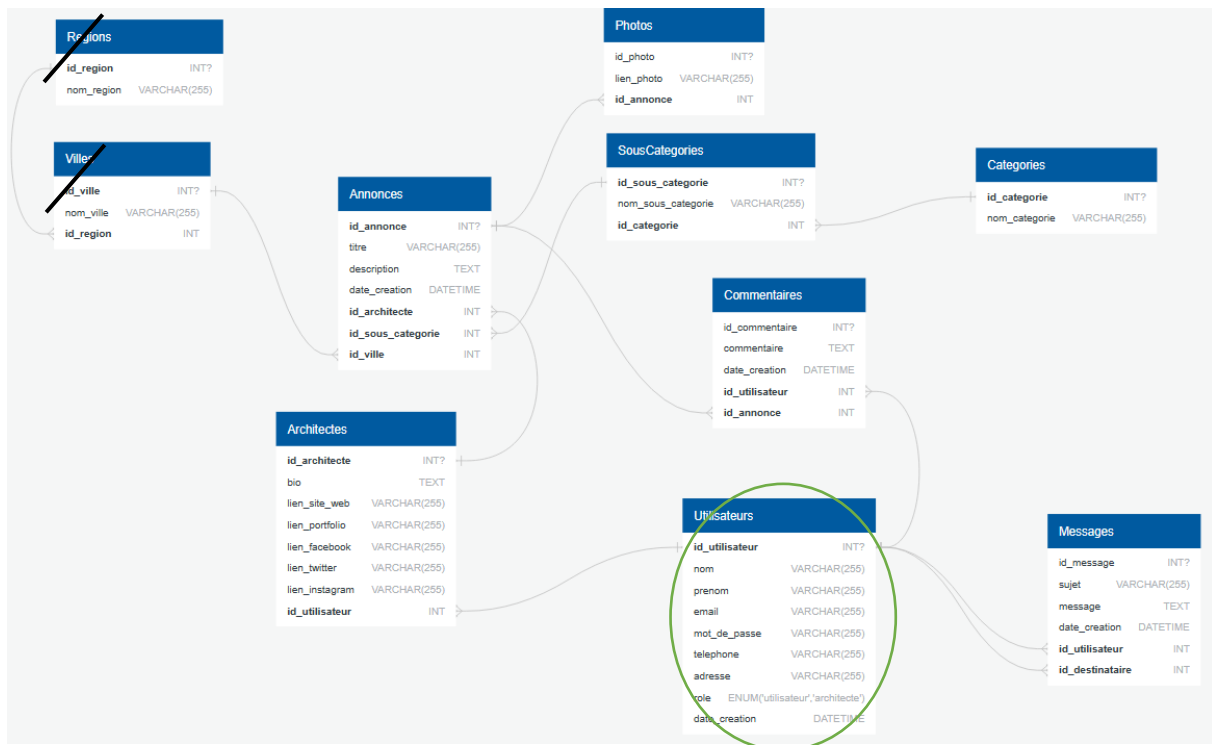 Regions
id_region INT?
nom_region VARCHAR(255)
Villes
id_ville INT?
nom_ville VARCHAR(255)
id_region INT
Annonces
id_annonce INT?
titre VARCHAR(255)
description TEXT
date_creation DATETIME
id_architecte INT
id_sous_categorie INT
id_ville INT
Architectes
id_architecte INT?
bio TEXT
lien_site_web VARCHAR(255)
lien_portfolio VARCHAR(255)
lien_facebook VARCHAR(255)
lien_twitter VARCHAR(255)
lien_instagram VARCHAR(255)
id_utilisateur INT
Photos
id_photo INT?
lien_photo VARCHAR(255)
id_annonce INT
SousCategories
id_sous_categorie INT?
nom_sous_categorie VARCHAR(255)
id_categorie INT
Categories
id_categorie INT?
nom_categorie VARCHAR(255)
Commentaires
id_commentaire INT?
commentaire TEXT
date_creation DATETIME
id_utilisateur INT
id_annonce INT
Utilisateurs
id_utilisateur INT?
nom VARCHAR(255)
prenom VARCHAR(255)
email VARCHAR(255)
mot_de_passe VARCHAR(255)
telephone VARCHAR(255)
adresse VARCHAR(255)
role ENUM('utilisateur','architecte')
date_creation DATETIME
Messages
id_message INT?
sujet VARCHAR(255)
message TEXT
date_creation DATETIME
id_utilisateur INT
id_destinataire INT